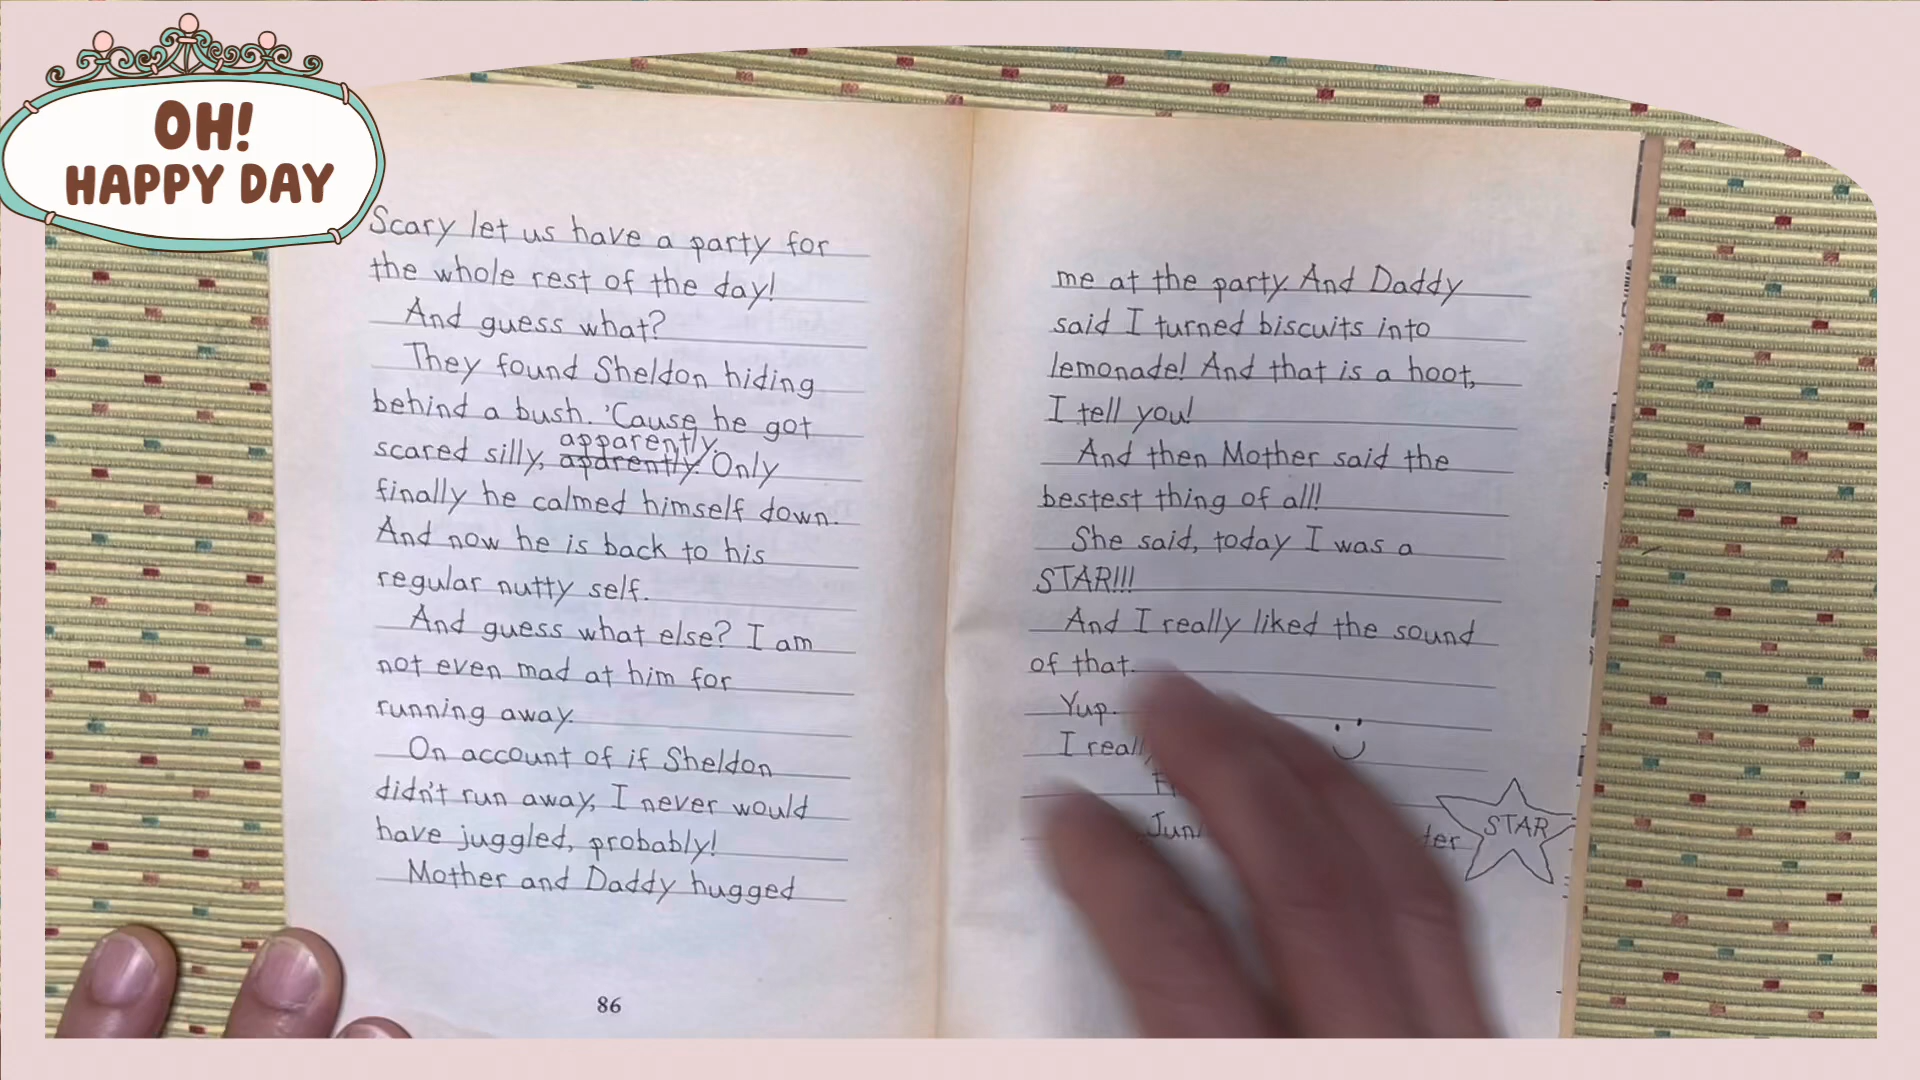 OH!
HAPPY DAY
Scary let us have a party for
the whole rest of the day!
And guess what?
They found Sheldon hiding
behind a bush. 'Cause he got
apparently.
scared silly, aparently. Only
finally he calmed himself down.
And now he is back to his
regular nutty self.
And guess what else? I am
not even mad at him for
running away.
On account of if Sheldon
didn't run away, I never would
have juggled, probably!
Mother and Daddy hugged
86
me at the party And Daddy
said I turned biscuits into
lemonade! And that is a hoot,
I tell you!
And then Mother said the
bestest thing of all!
She said, today I was a
STAR!!!
And I really liked the sound
of that.
Yup.
I
STAR